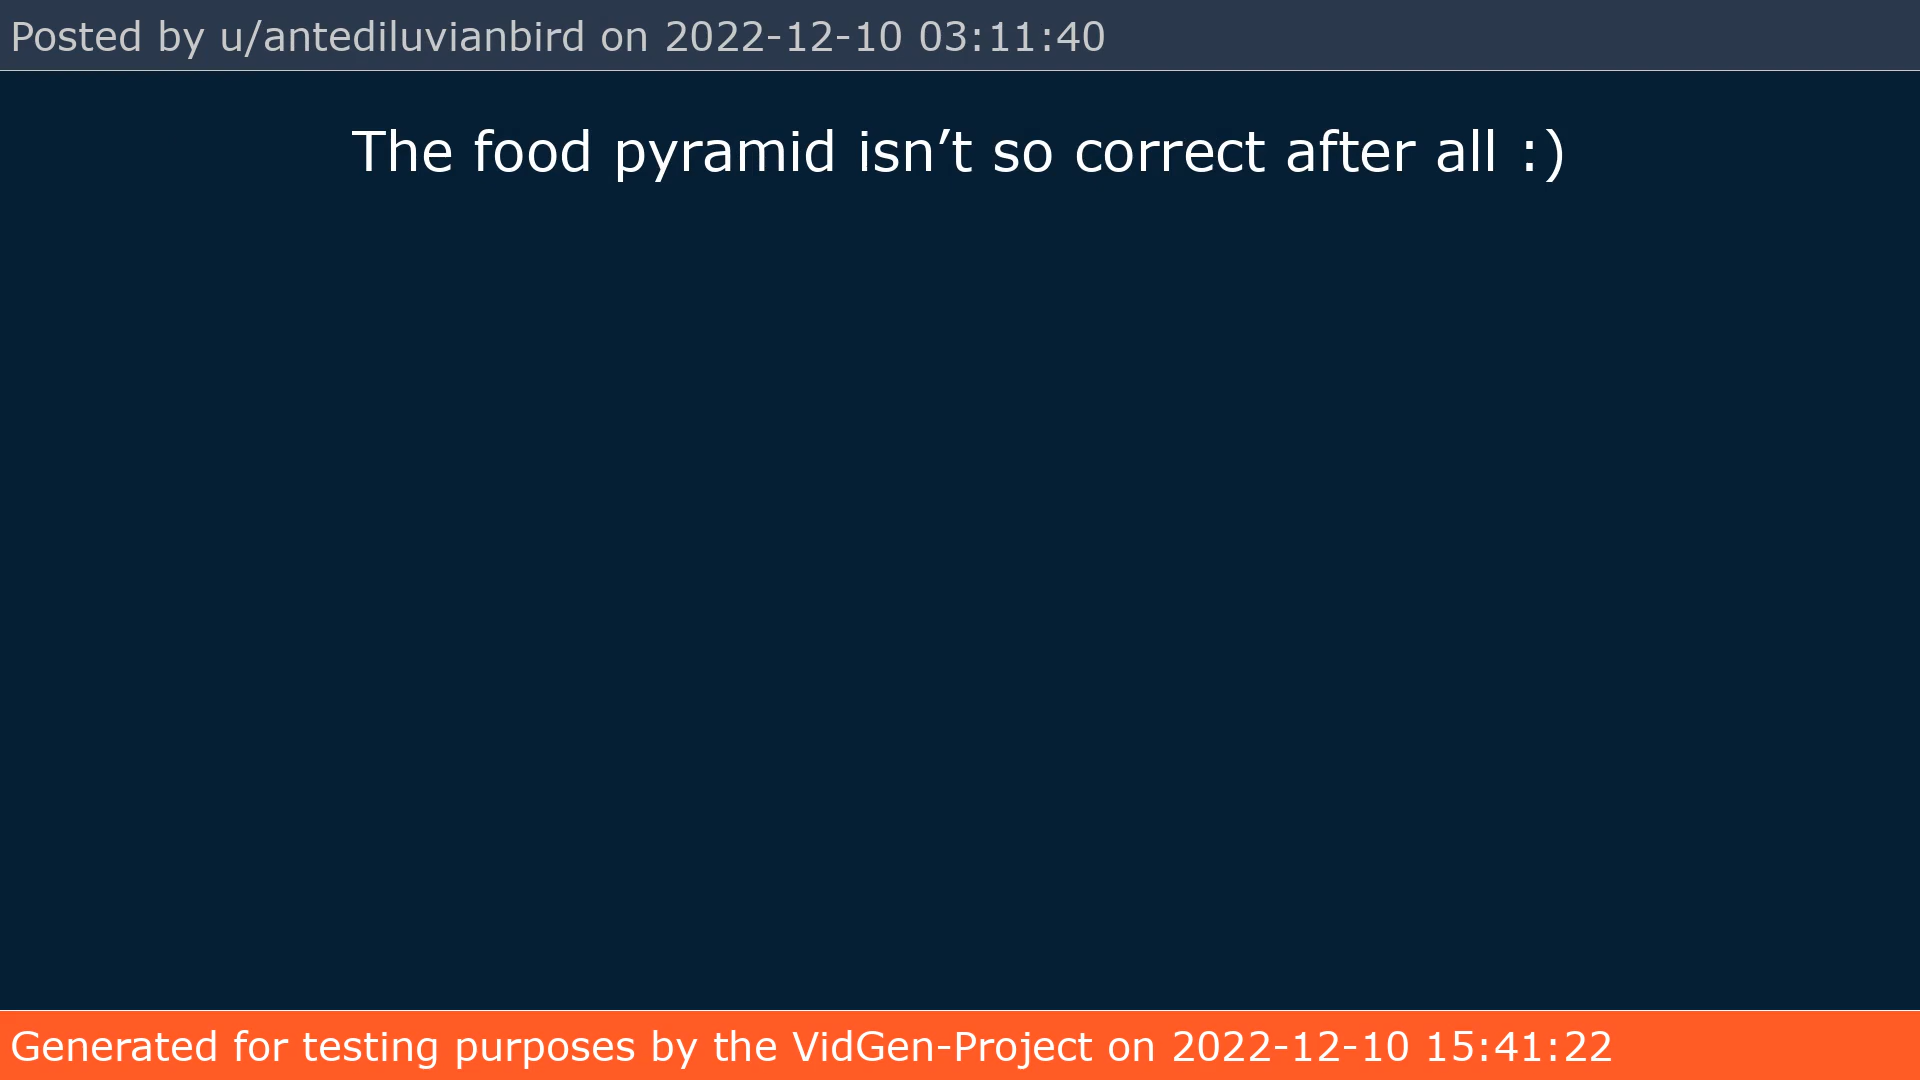 Posted by u/antediluvianbird on 2022-12-10 03:11:40
The food pyramid isn’t so correct after all :)
Generated for testing purposes by the VidGen-Project on 2022-12-10 15:41:22